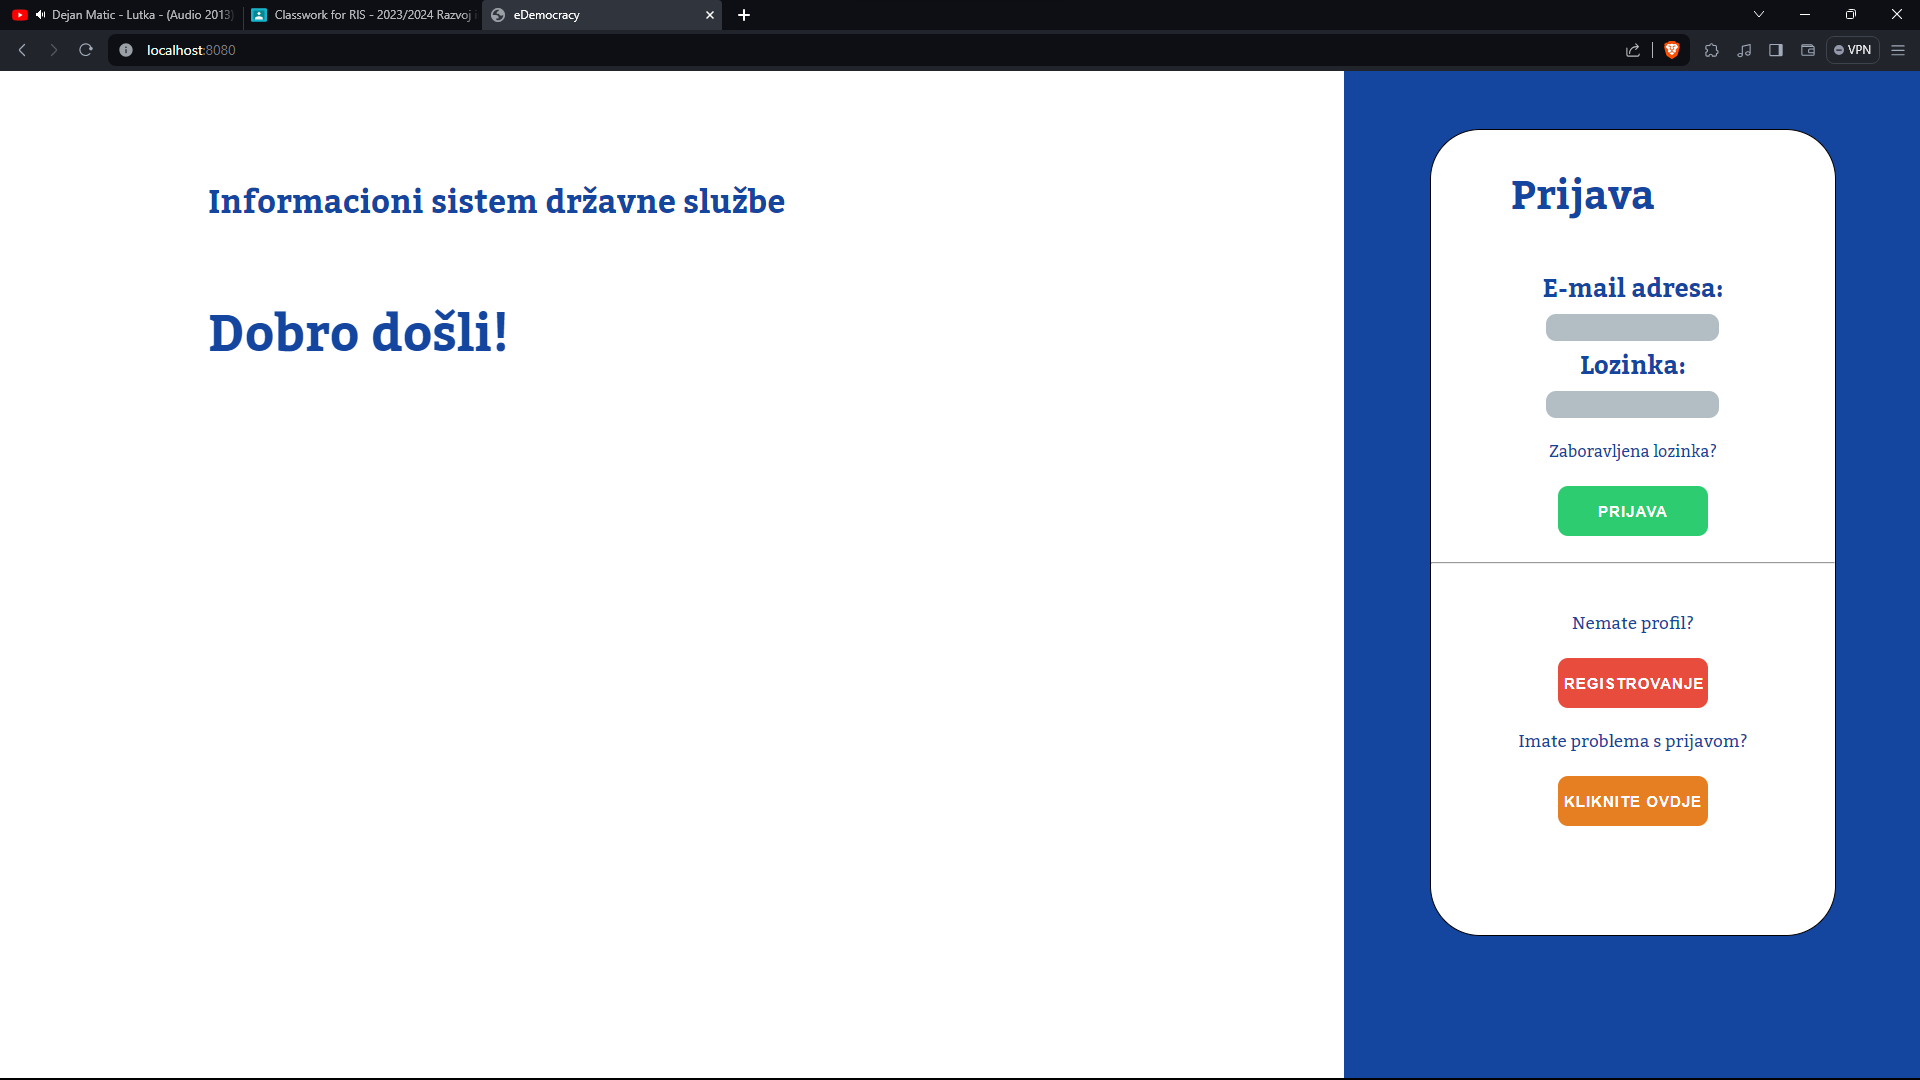 Dejan Matic - Lutka - (Audio 2013)
Classwork for RIS - 2023/2024 Razvoj i
eDemocracy
localhost:8080
VPN
Informacioni sistem državne službe
Dobro došli!
Prijava
E-mail adresa:
Lozinka:
Zaboravljena lozinka?
PRIJAVA
Nemate profil?
REGISTROVANJE
Imate problema s prijavom?
KLIKNITE OVDJE